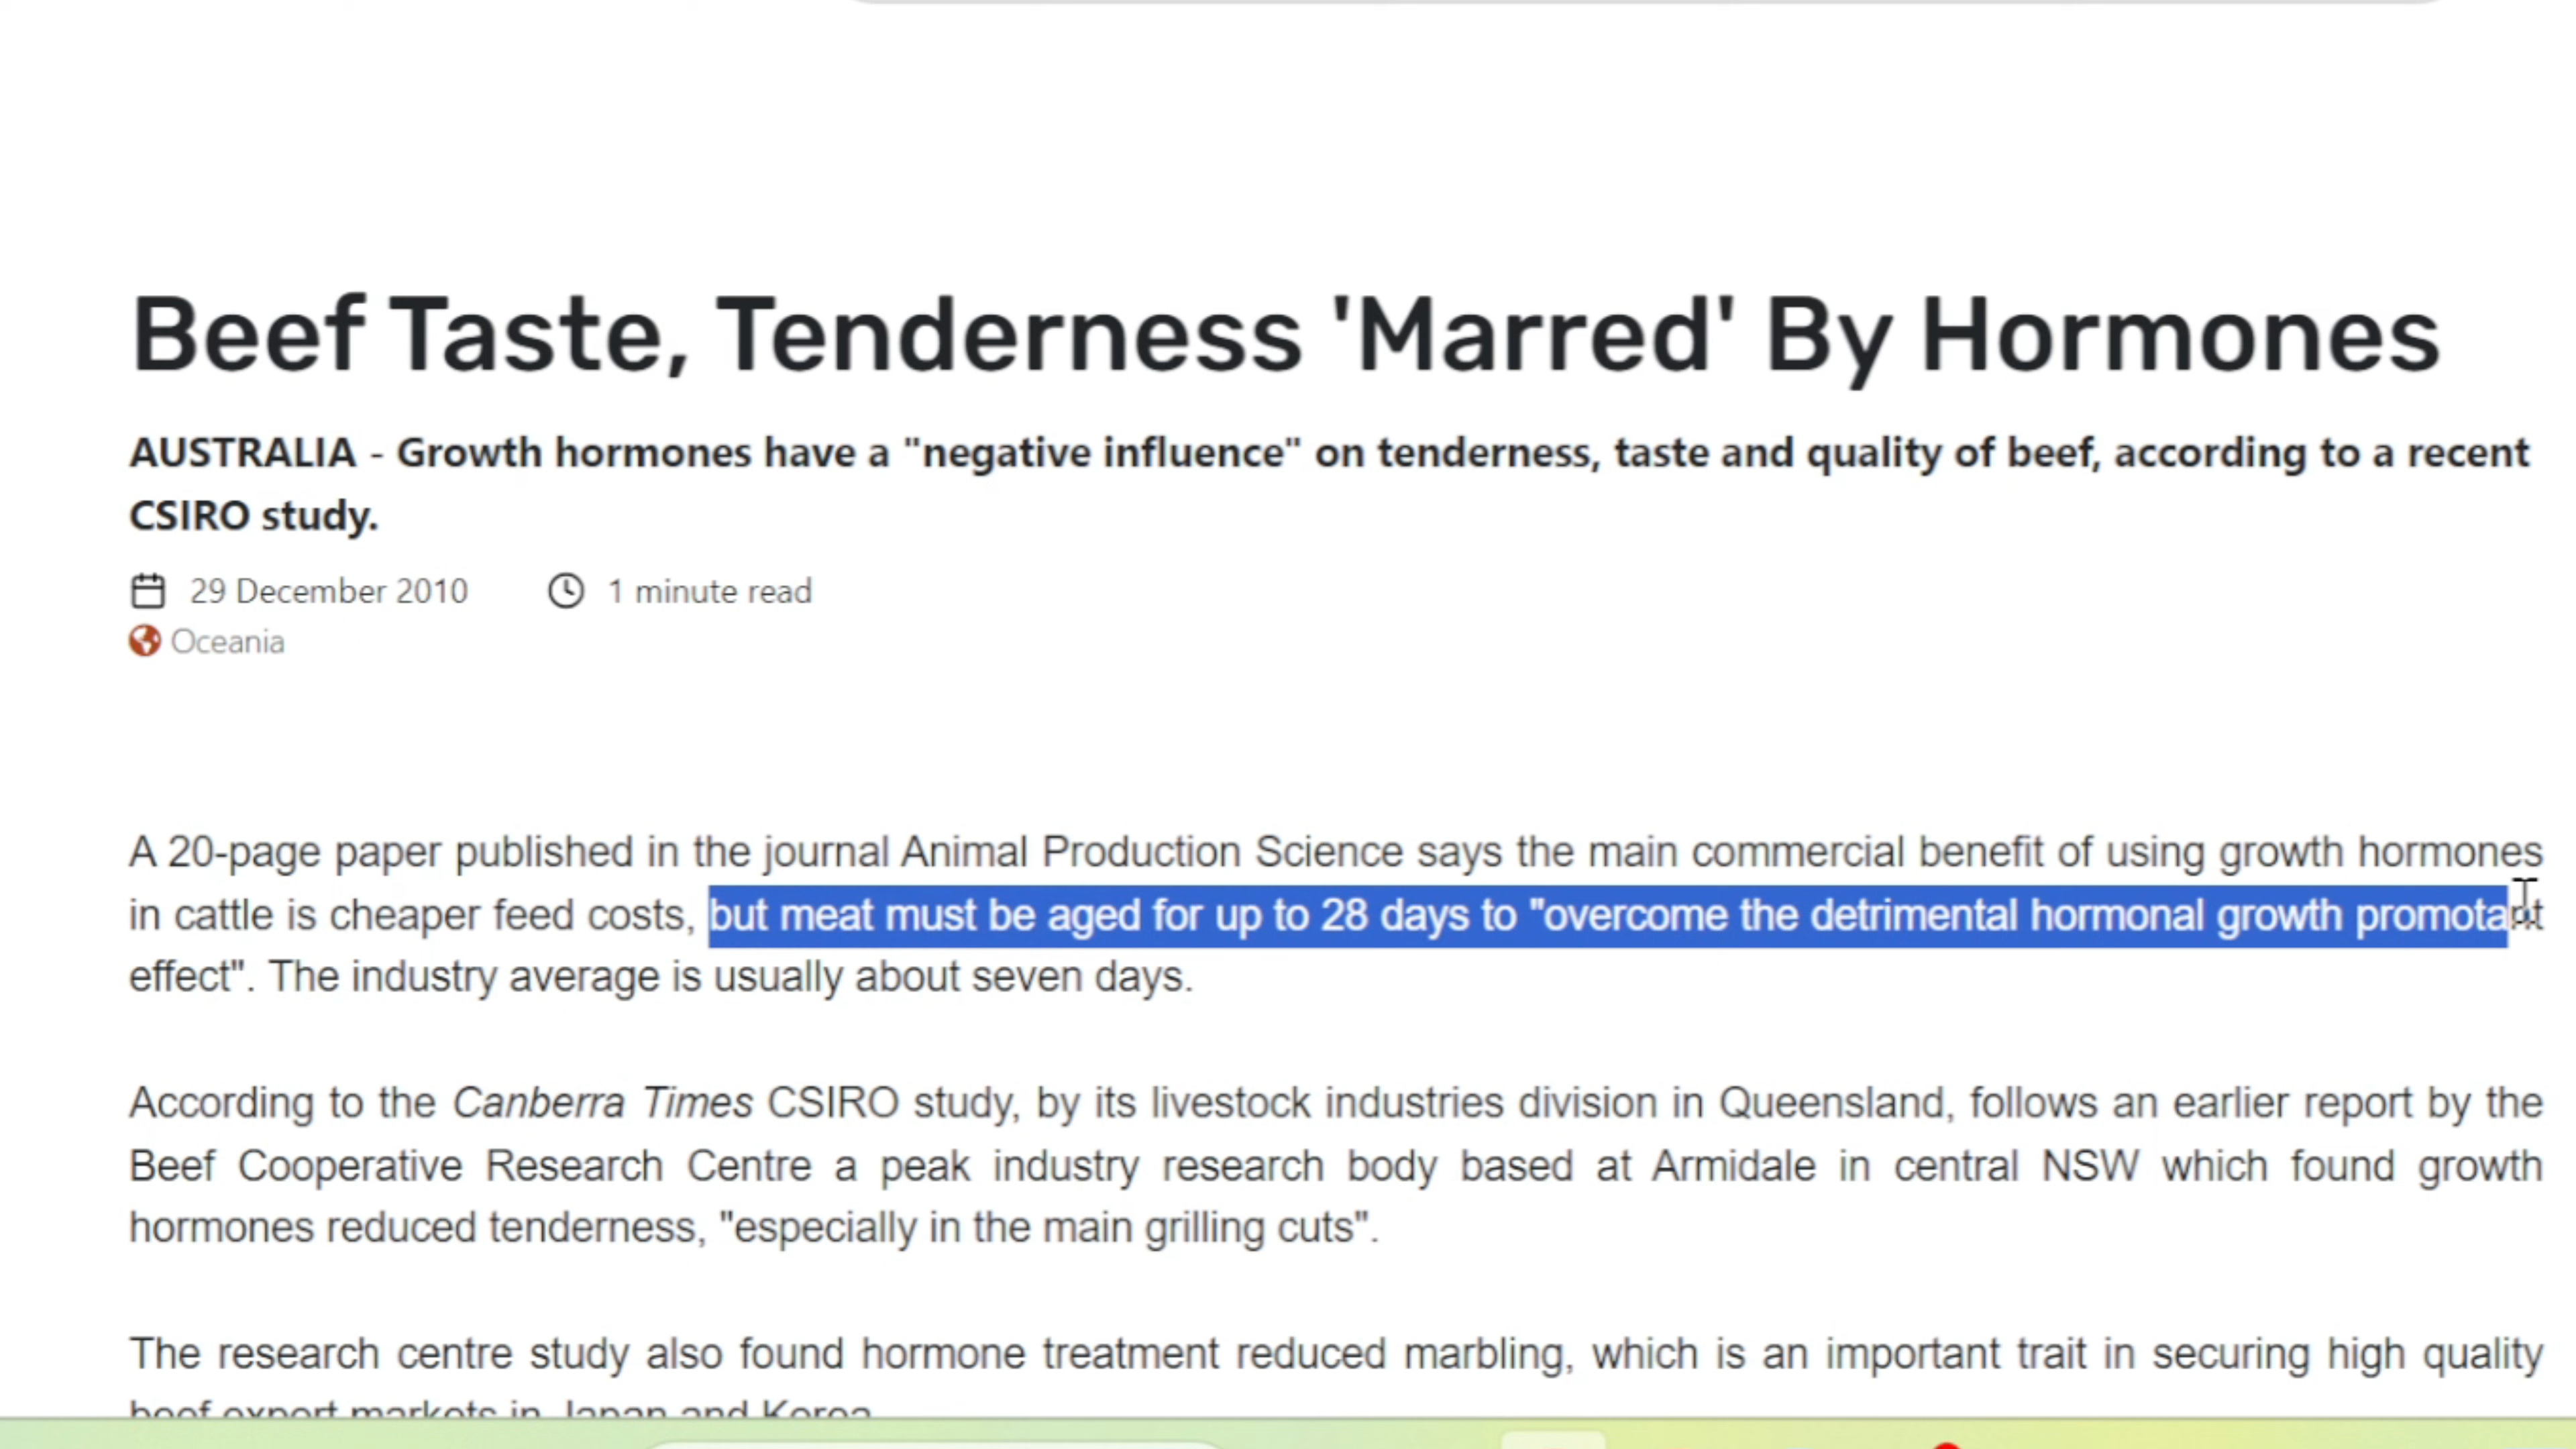 Beef Taste, Tenderness 'Marred' By Hormones
AUSTRALIA - Growth hormones have a "negative influence" on tenderness, taste and quality of beef, according to a recent
CSIRO study.
29 December 2010 1 minute read
Oceania
A 20-page paper published in the journal Animal Production Science says the main commercial benefit of using growth hormones
in cattle is cheaper feed costs, but meat must be aged for up to 28 days to "overcome the detrimental hormonal growth promotant
effect". The industry average is usually about seven days.
According to the Canberra Times CSIRO study, by its livestock industries division in Queensland, follows an earlier report by the
Beef Cooperative Research Centre a peak industry research body based at Armidale in central NSW which found growth
hormones reduced tenderness, "especially in the main grilling cuts".
The research centre study also found hormone treatment reduced marbling, which is an important trait in securing high quality
beef export markets in Japan and Korea